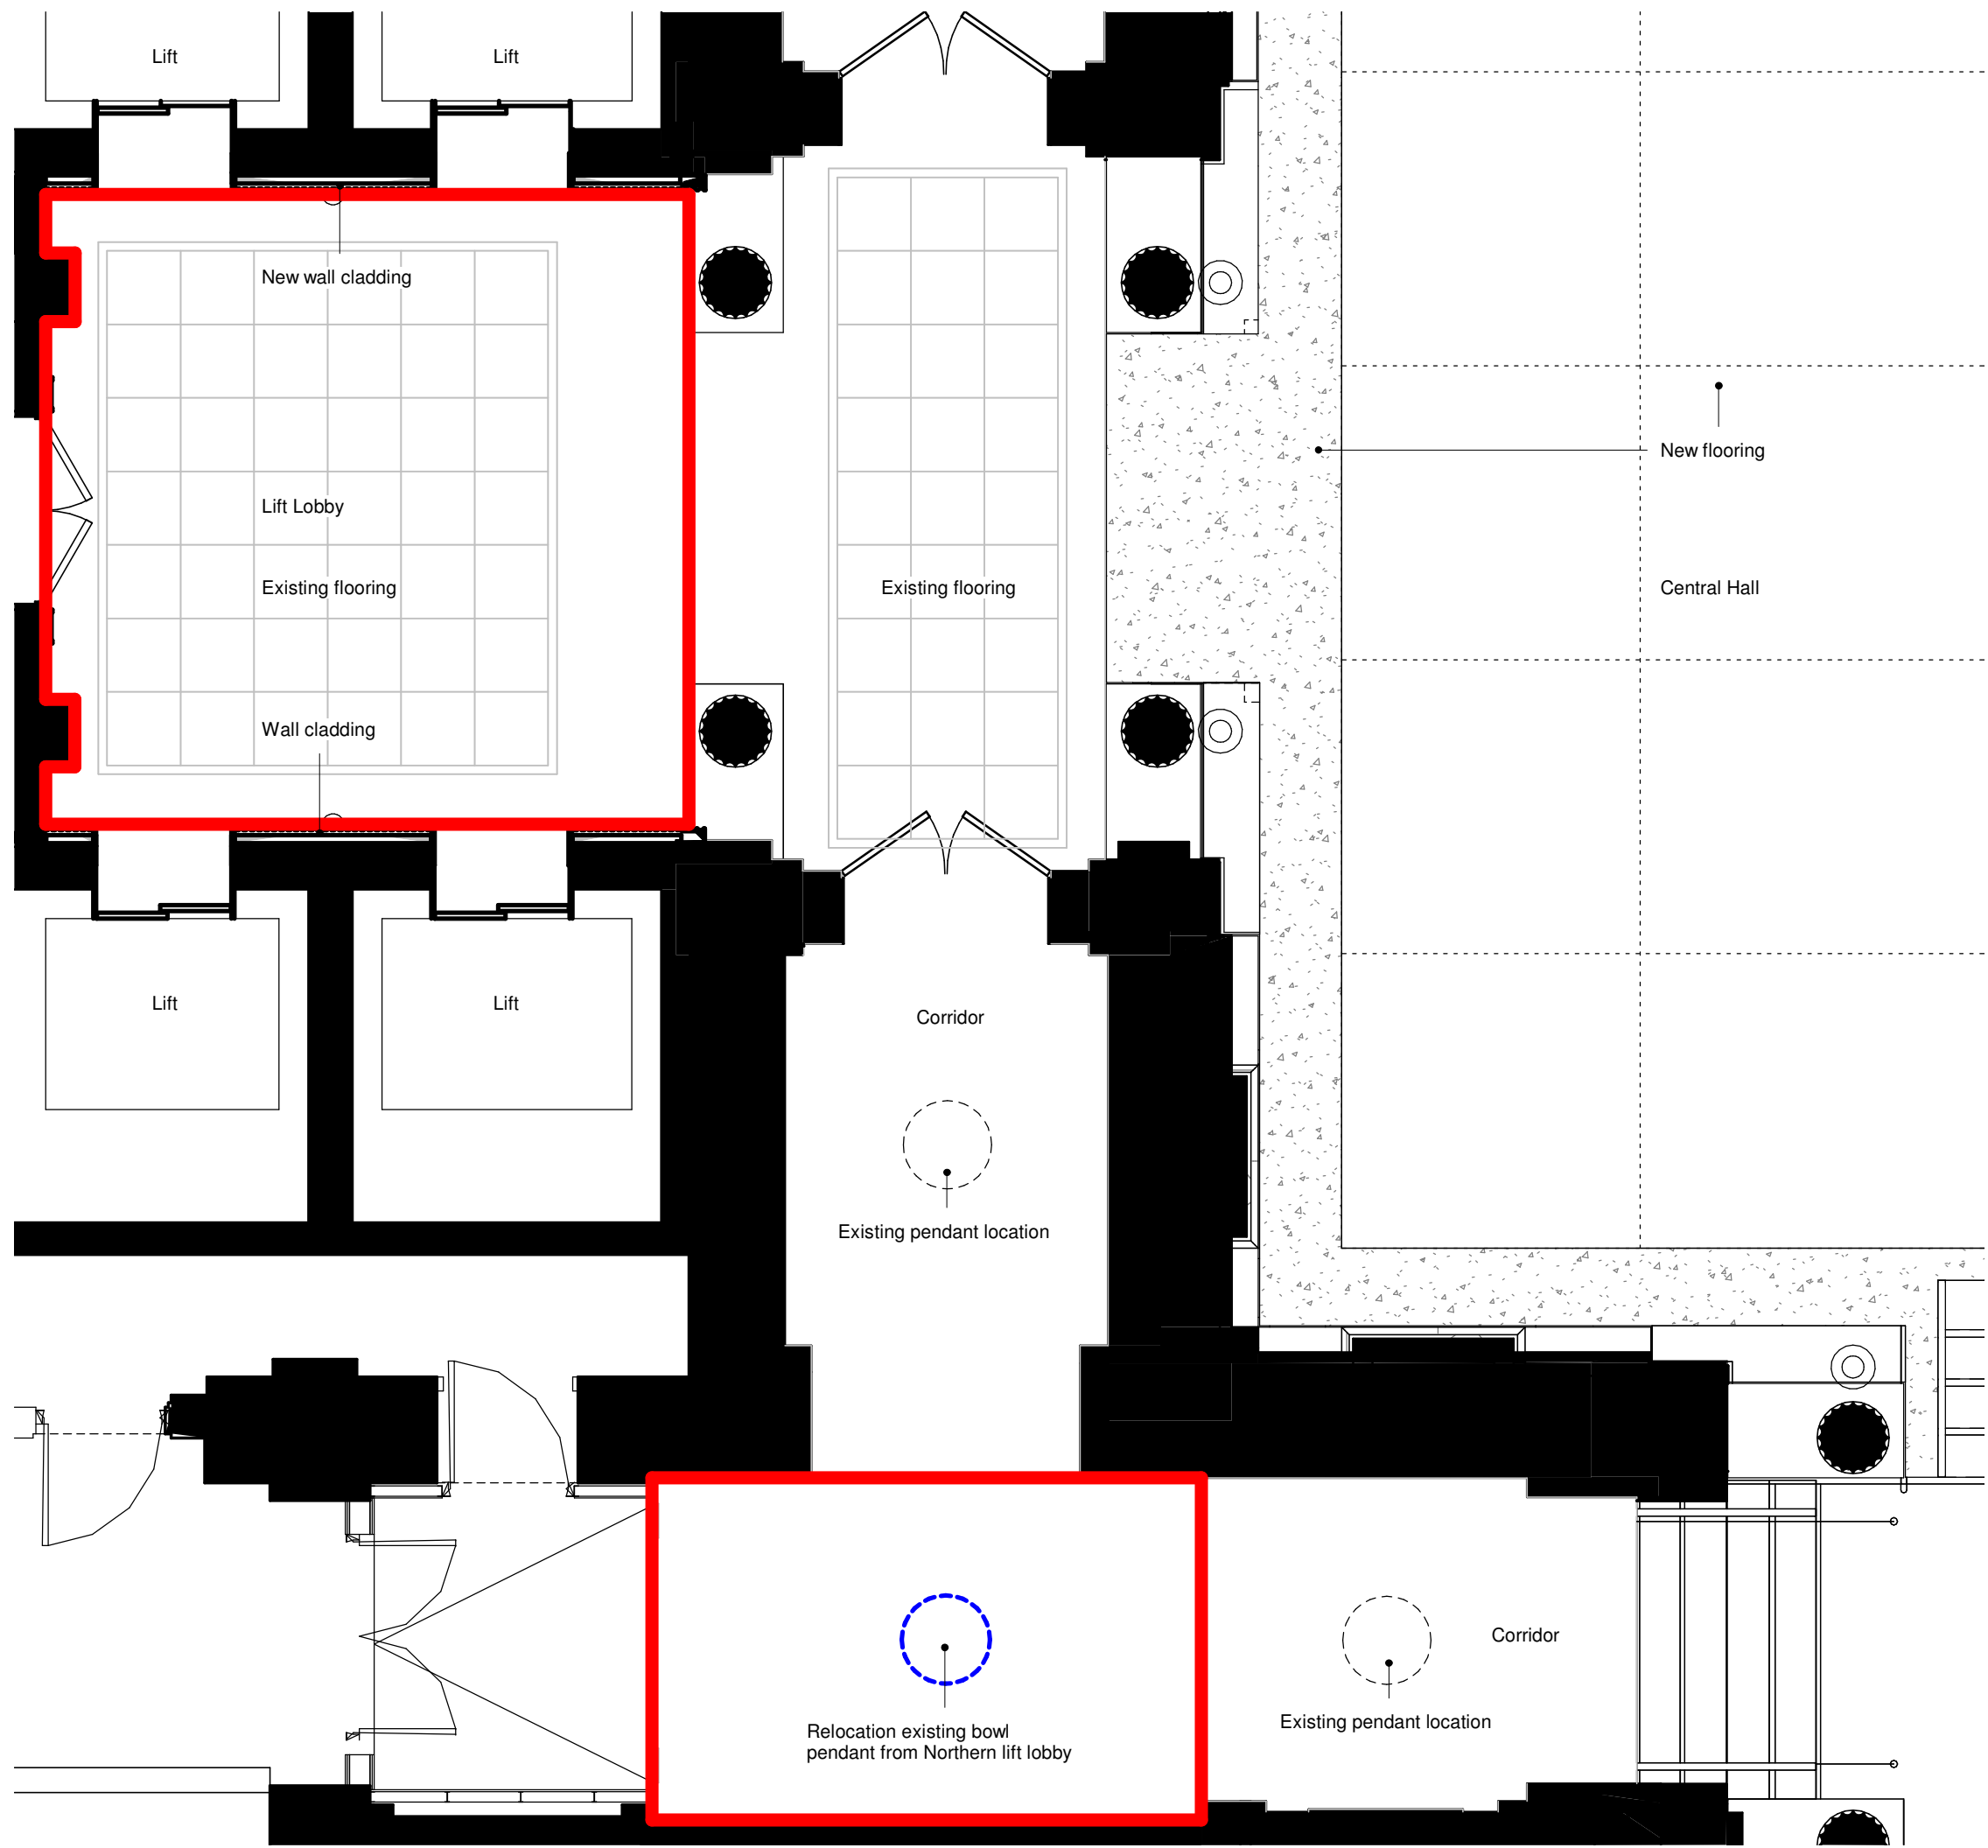 Lift
Lift
New wall cladding
New flooring
Lift Lobby
Existing flooring
Existing flooring
Central Hall
Wall cladding
Lift
Lift
Corridor
Existing pendant location
Corridor
Existing pendant location
Relocation existing bowl
pendant from Northern lift lobby